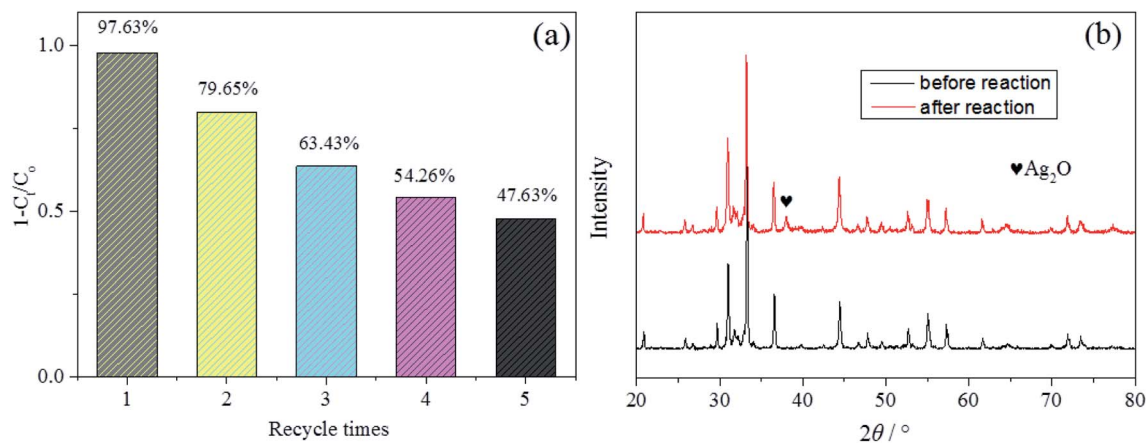 (a)
97.63%
79.65%
63.43%
54.26%
47.63%
1.0
0.5
0.0
1-Ct/Co
1 2 3 4 5
Recycle times
(b)
before reaction
after reaction
♥Ag₂O
♥
Intensity
20 30 40 50 60 70 80
2θ / °